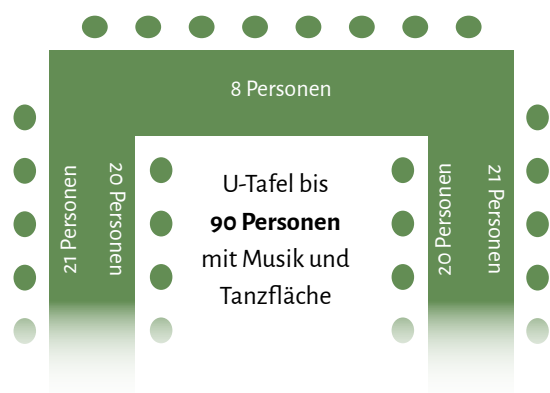 8 Personen
21 Personen
20 Personen
U-Tafel bis
90 Personen
mit Musik und
Tanzfläche
20 Personen
21 Personen